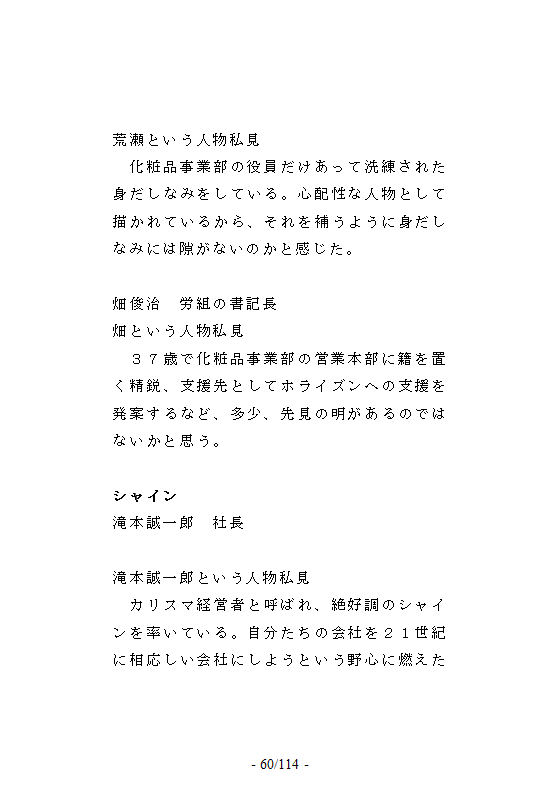 荒瀬という人物私見
　化粧品事業部の役員だけあって洗練された
身だしなみをしている。心配性な人物として
描かれているから、それを補うように身だし
なみには隙がないのかと感じた。
畑俊治　労組の書記長
畑という人物私見
　３７歳で化粧品事業部の営業本部に籍を置
く精鋭、支援先としてホライズンへの支援を
発案するなど、多少、先見の明があるのでは
ないかと思う。
シャイン
滝本誠一郎　社長
滝本誠一郎という人物私見
　カリスマ経営者と呼ばれ、絶好調のシャイ
ンを率いている。自分たちの会社を２１世紀
に相応しい会社にしようという野心に燃えた
- 60/114 -